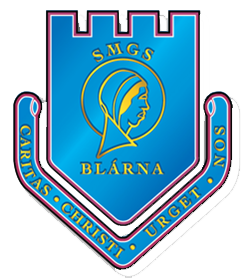 SMGS
BLÁRNA
CARITAS • CHRISTI • URGET • NOS